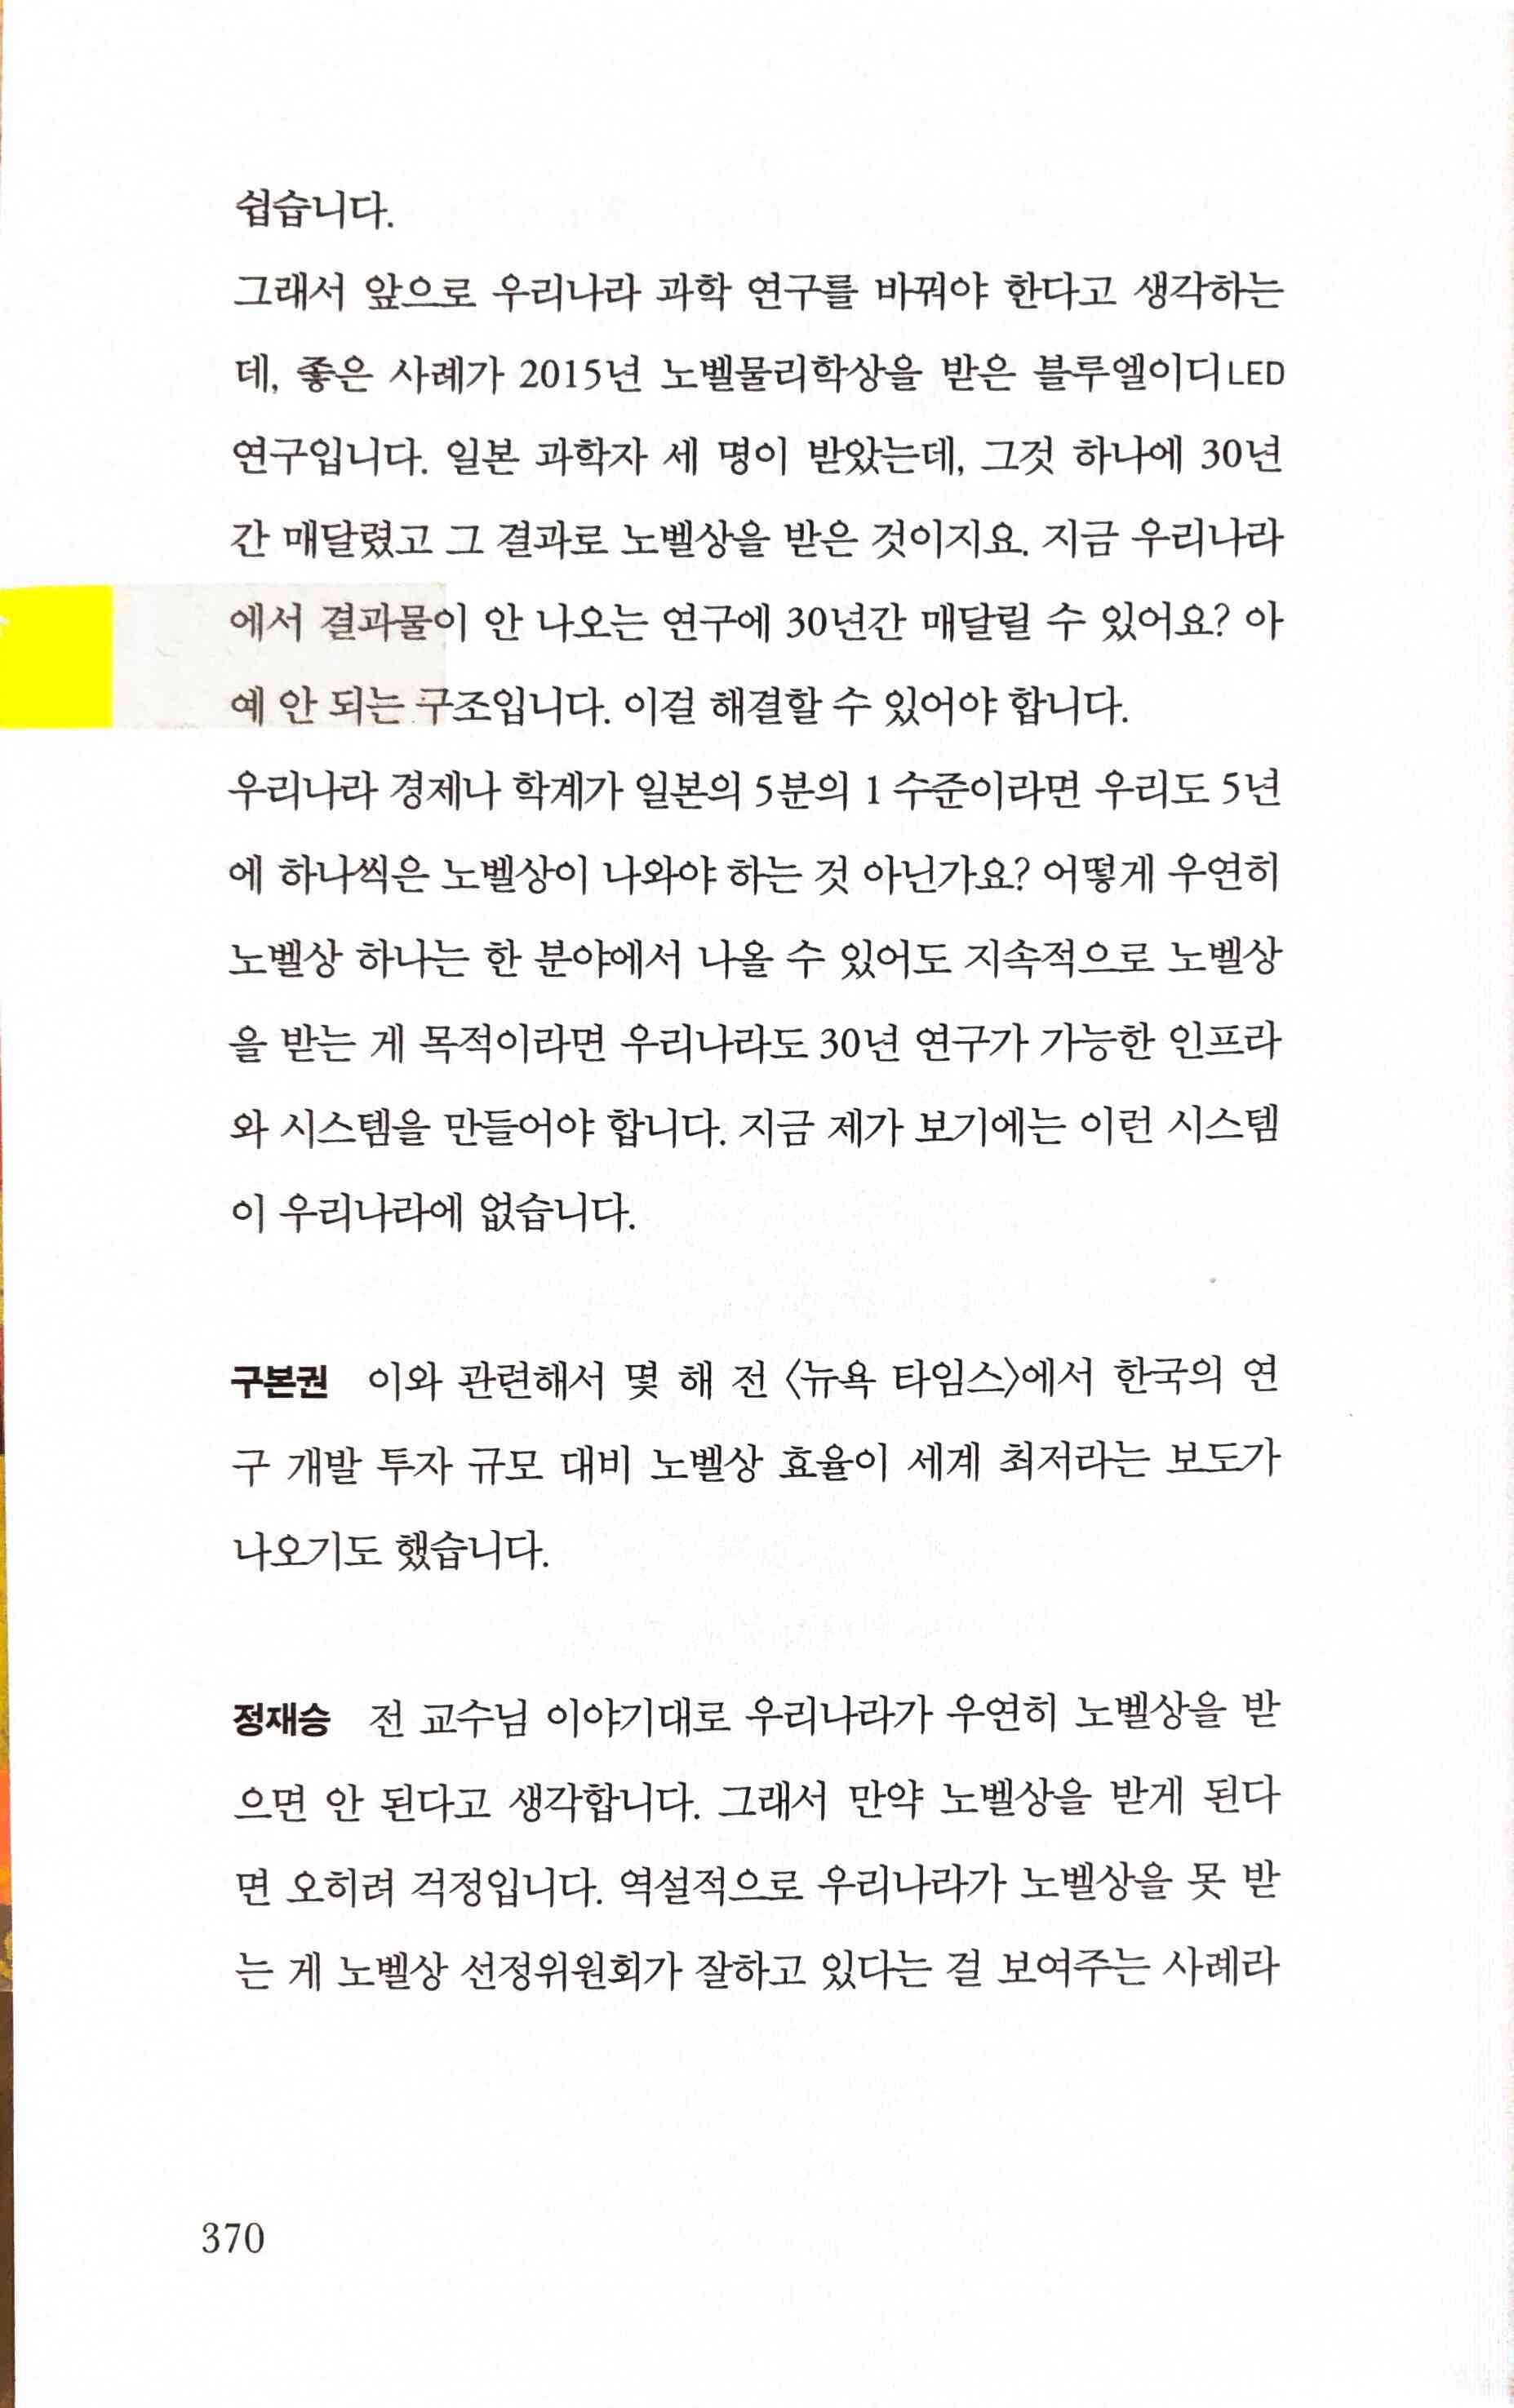 쉽습니다.
그래서 앞으로 우리나라 과학 연구를 바꿔야 한다고 생각하는
데, 좋은 사례가 2015년 노벨물리학상을 받은 블루엘이디LED
연구입니다. 일본 과학자 세 명이 받았는데, 그것 하나에 30년
간 매달렸고 그 결과로 노벨상을 받은 것이지요. 지금 우리나라
에서 결과물이 안 나오는 연구에 30년간 매달릴 수 있어요? 아
예 안 되는 구조입니다. 이걸 해결할 수 있어야 합니다.
우리나라 경제나 학계가 일본의 5분의 1 수준이라면 우리도 5년
에 하나씩은 노벨상이 나와야 하는 것 아닌가요? 어떻게 우연히
노벨상 하나는 한 분야에서 나올 수 있어도 지속적으로 노벨상
을 받는 게 목적이라면 우리나라도 30년 연구가 가능한 인프라
와 시스템을 만들어야 합니다. 지금 제가 보기에는 이런 시스템
이 우리나라에 없습니다.
구본권 이와 관련해서 몇 해 전 〈뉴욕 타임스〉에서 한국의 연
구 개발 투자 규모 대비 노벨상 효율이 세계 최저라는 보도가
나오기도 했습니다.
정재승 전 교수님 이야기대로 우리나라가 우연히 노벨상을 받
으면 안 된다고 생각합니다. 그래서 만약 노벨상을 받게 된다
면 오히려 걱정입니다. 역설적으로 우리나라가 노벨상을 못 받
는 게 노벨상 선정위원회가 잘하고 있다는 걸 보여주는 사례라
370